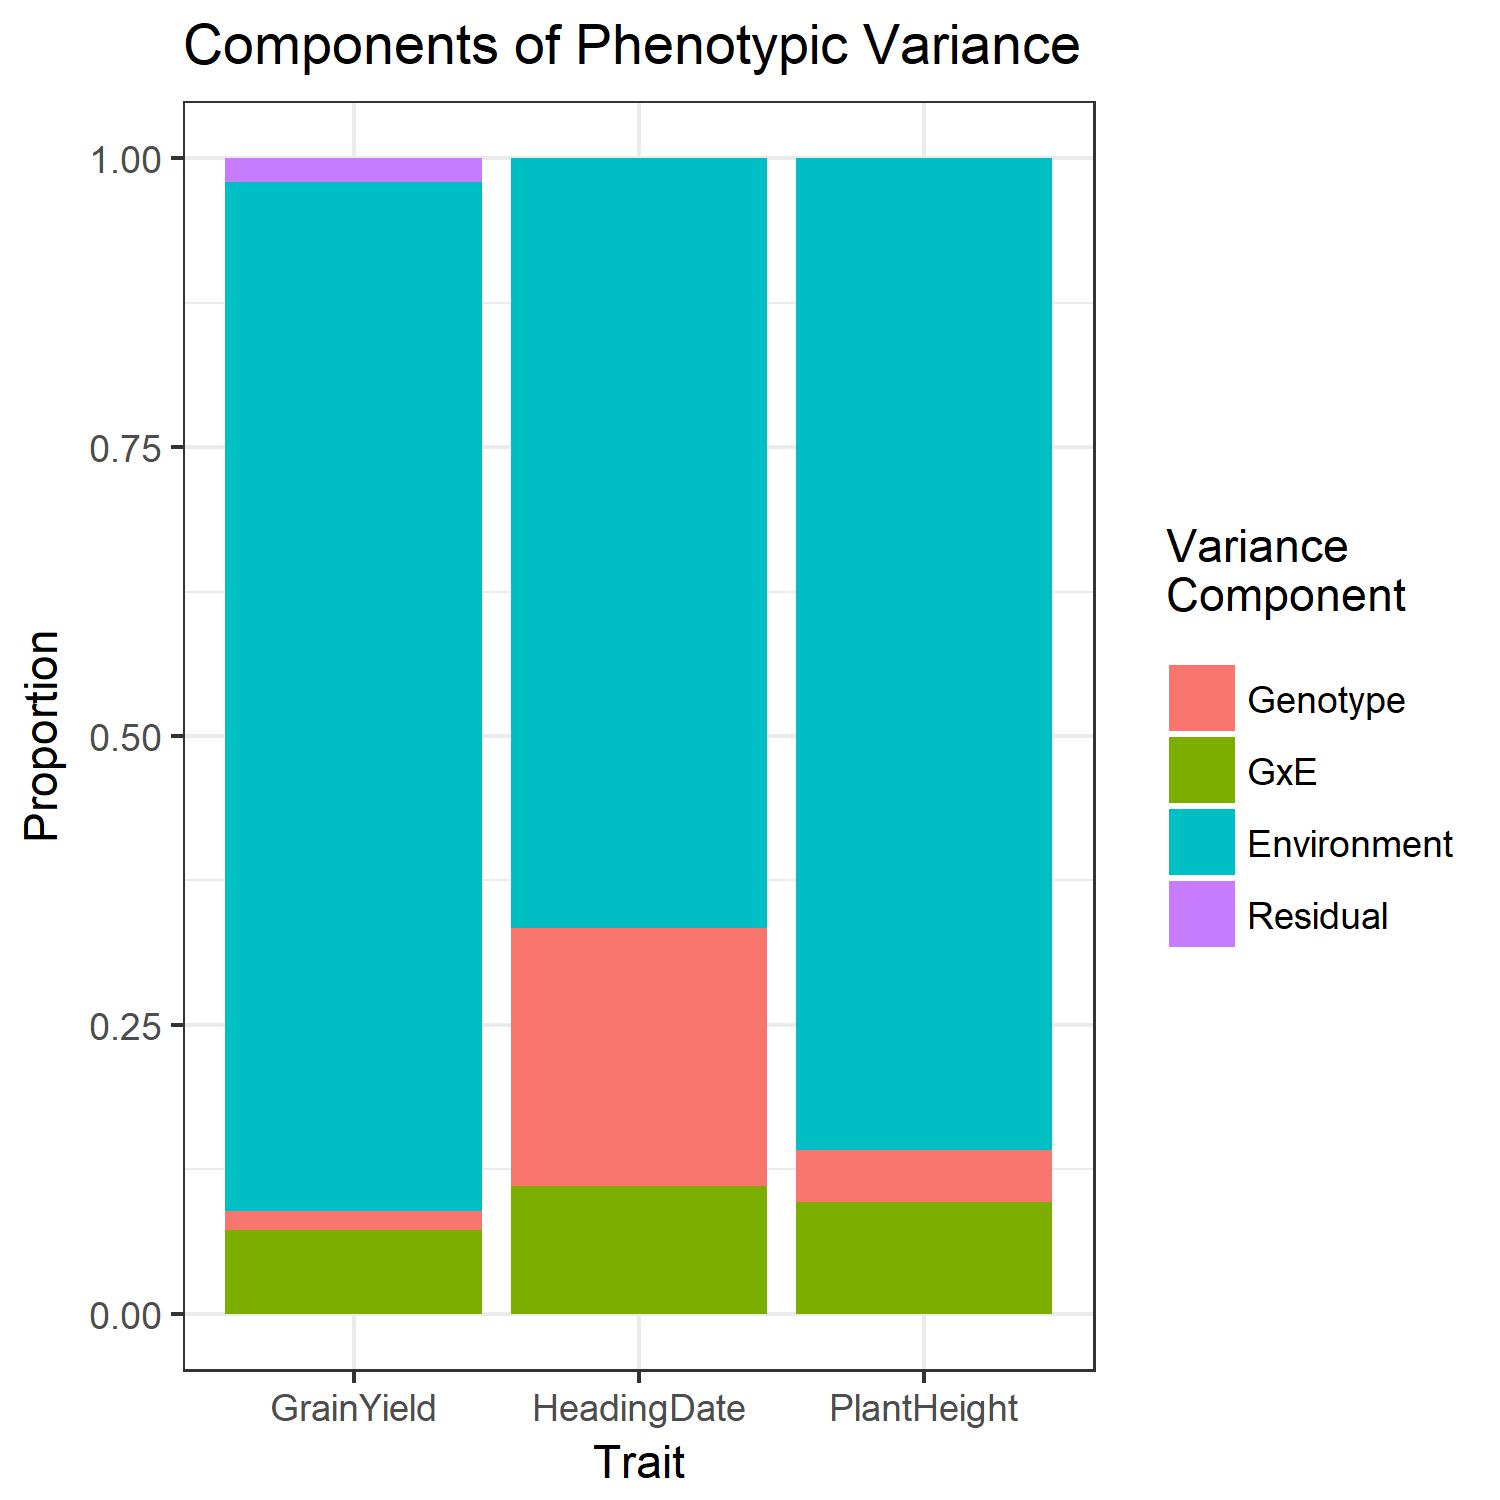 Components of Phenotypic Variance
1.00
0.75
0.50
0.25
0.00
Proportion
GrainYield
HeadingDate
PlantHeight
Trait
Variance
Component
Genotype
GxE
Environment
Residual